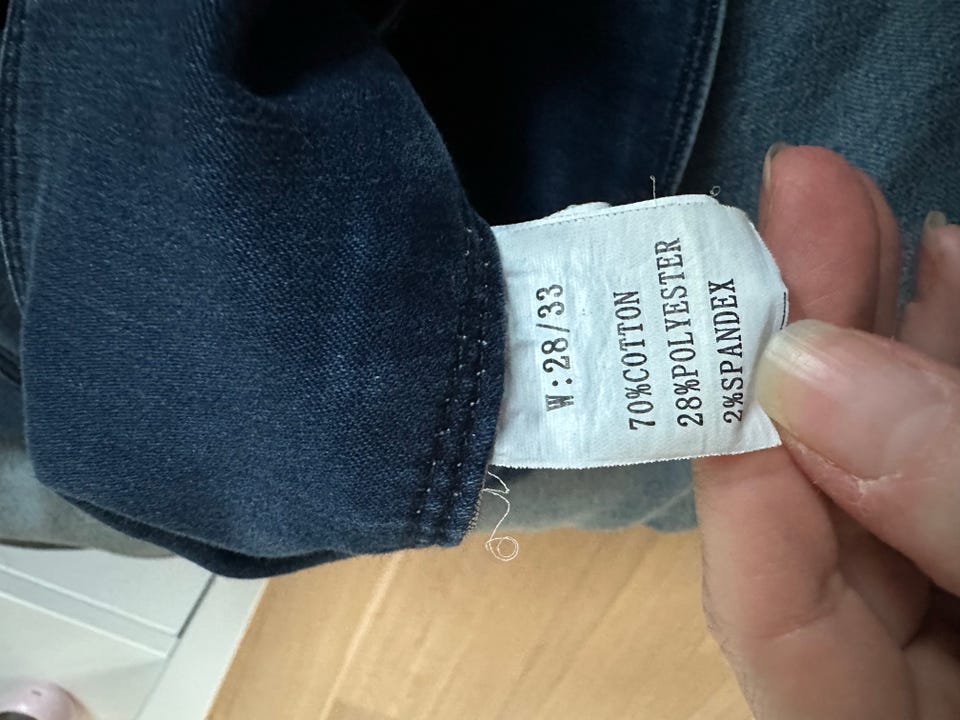 W:28/33
70%COTTON
28%POLYESTER
2%SPANDEX